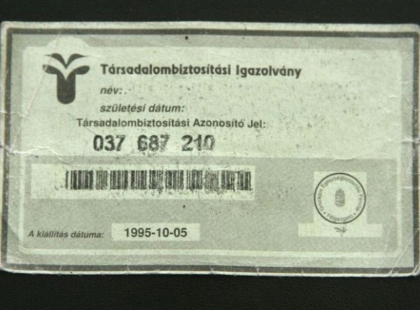 Társadalombiztosítási Igazolvány
név:
születési dátum:
Társadalombiztosítási Azonosító Jel:
037 687 210
A kiállítás dátuma: 1995-10-05